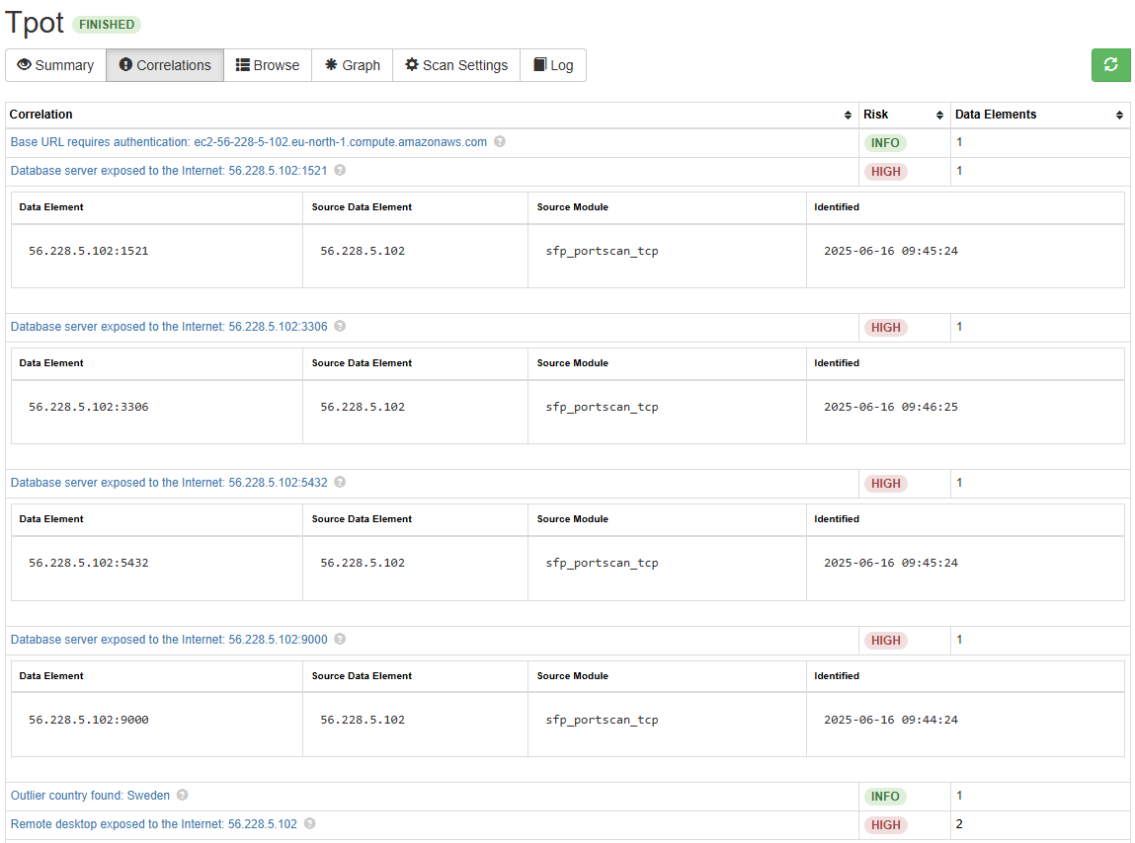 Tpot FINISHED
Summary Correlations Browse Graph Scan Settings Log
Correlation Risk Data Elements
Base URL requires authentication: ec2-56-228-5-102.eu-north-1.compute.amazonaws.com INFO 1
Database server exposed to the Internet: 56.228.5.102:1521 HIGH 1
Data Element Source Data Element Source Module Identified
56.228.5.102:1521 56.228.5.102 sfp_portscan_tcp 2025-06-16 09:45:24
Database server exposed to the Internet: 56.228.5.102:3306 HIGH 1
Data Element Source Data Element Source Module Identified
56.228.5.102:3306 56.228.5.102 sfp_portscan_tcp 2025-06-16 09:46:25
Database server exposed to the Internet: 56.228.5.102:5432 HIGH 1
Data Element Source Data Element Source Module Identified
56.228.5.102:5432 56.228.5.102 sfp_portscan_tcp 2025-06-16 09:45:24
Database server exposed to the Internet: 56.228.5.102:9000 HIGH 1
Data Element Source Data Element Source Module Identified
56.228.5.102:9000 56.228.5.102 sfp_portscan_tcp 2025-06-16 09:44:24
Outlier country found: Sweden INFO 1
Remote desktop exposed to the Internet: 56.228.5.102 HIGH 2